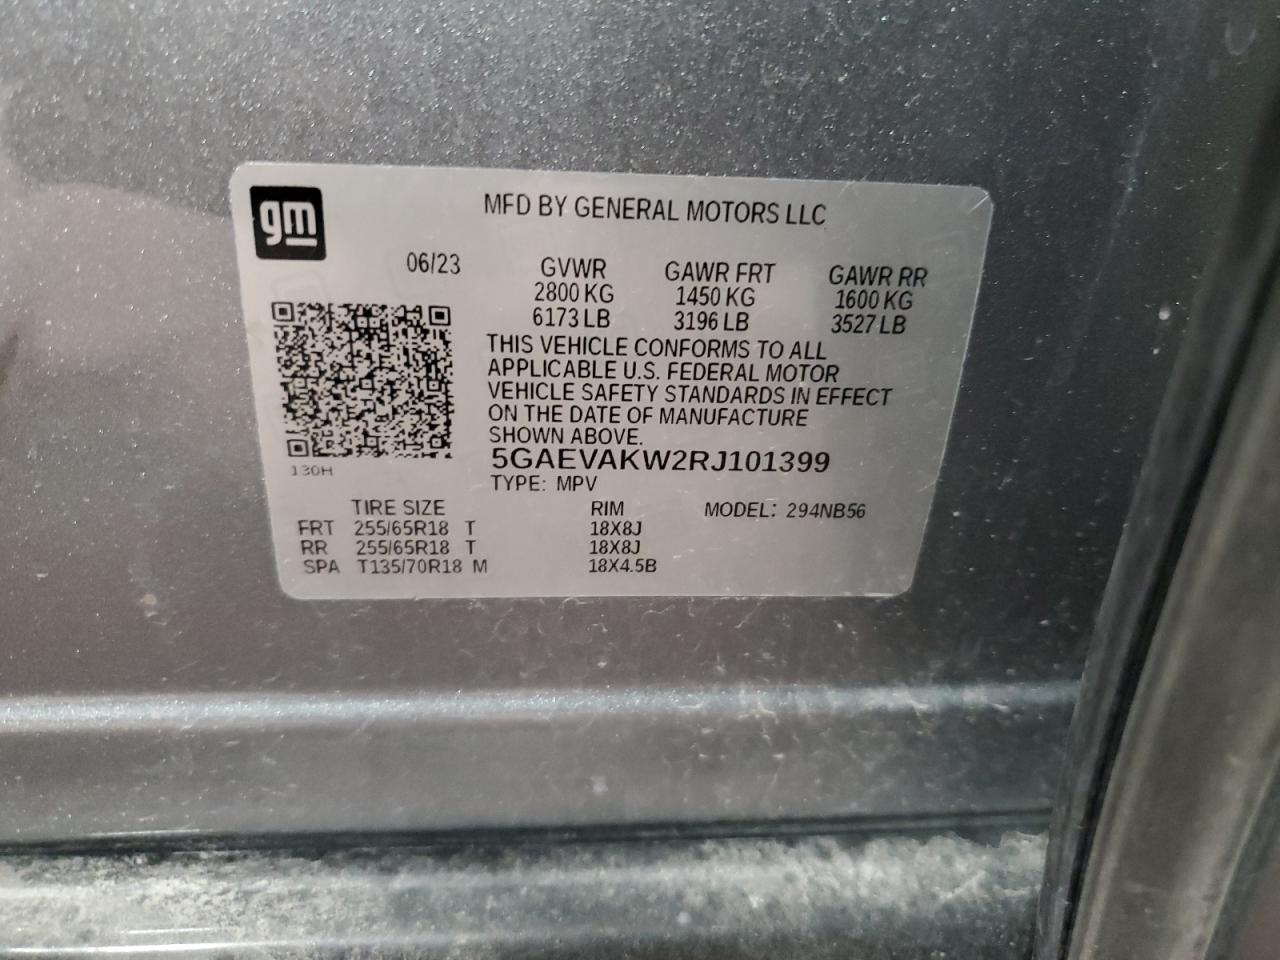 gm
MFD BY GENERAL MOTORS LLC
06/23 GVWR GAWR FRT GAWR RR
2800 KG 1450 KG 1600 KG
6173 LB 3196 LB 3527 LB
THIS VEHICLE CONFORMS TO ALL
APPLICABLE U.S. FEDERAL MOTOR
VEHICLE SAFETY STANDARDS IN EFFECT
ON THE DATE OF MANUFACTURE
SHOWN ABOVE.
5GAEVAKW2RJ101399
130H
TYPE: MPV
TIRE SIZE RIM MODEL: 294NB56
FRT 255/65R18 T 18X8J
RR 255/65R18 T 18X8J
SPA T135/70R18 M 18X4.5B